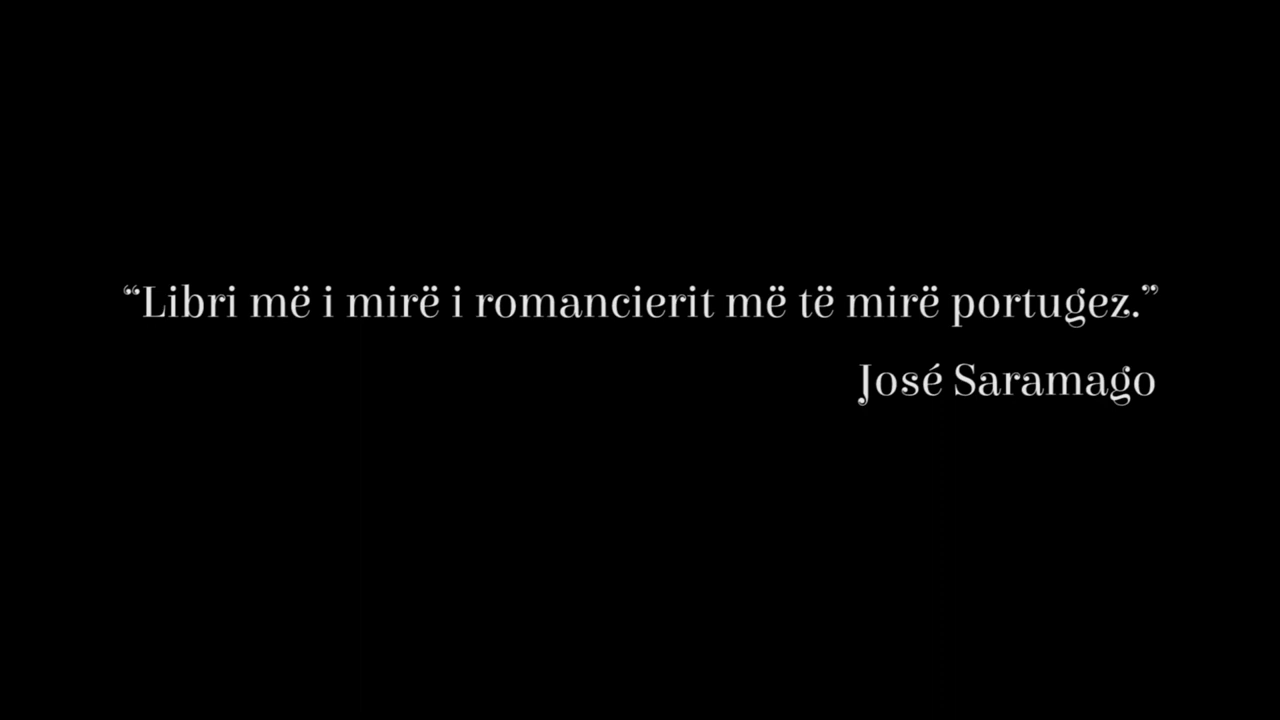 “Libri më i mirë i romancierit më të mirë portugez.”
José Saramago